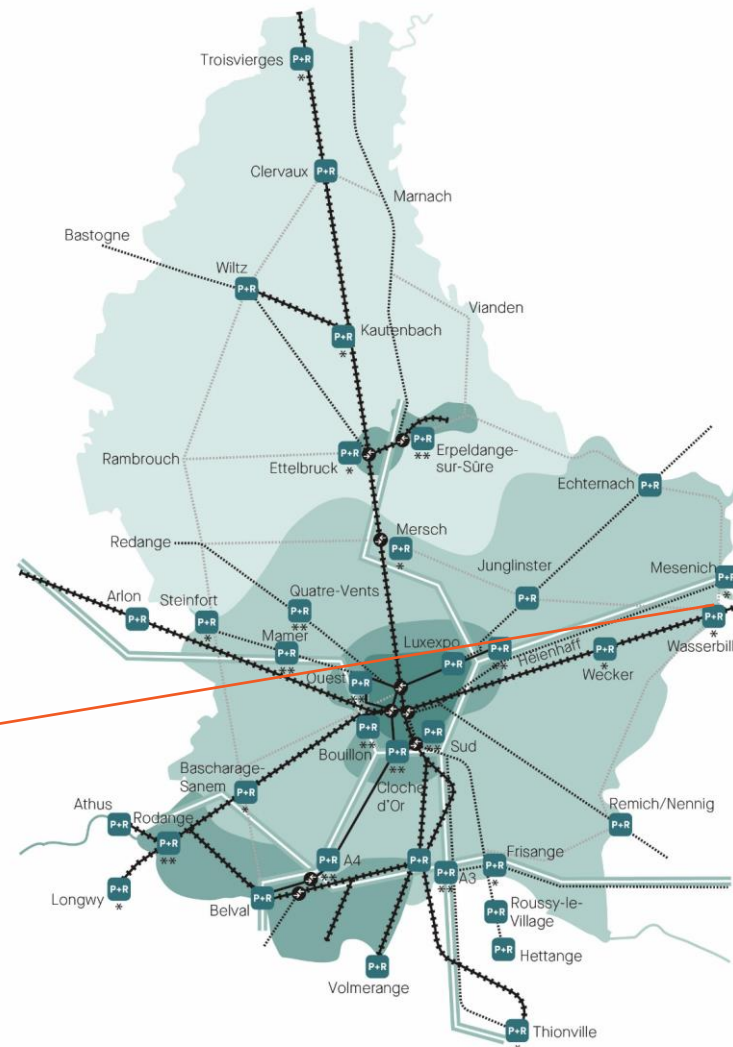 Troisvierges
P+R
*
Clervaux
P+R
Marnach
Bastogne
Wiltz
P+R
Vianden
Kautenbach
P+R
*
Rambrouch
Ettelbruck
P+R
*
P+R
**
Erpeldange-
sur-Sûre
Echternach
P+R
Redange
Mersch
P+R
*
Junglinster
P+R
Mesenich
P+R
*
Arlon
P+R
Steinfort
P+R
*
Quatre-Vents
P+R
**
Mamer
P+R
**
Luxexpo
P+R
P+R
**
Helenhaff
Wecker
P+R
*
P+R
*
Wasserbill
Ouest
P+R
**
Bouillon
P+R
**
P+R
**
Cloche
d'Or
P+R
**
Sud
Bascharage-
Sanem
P+R
*
Athus
P+R
Rodange
P+R
**
Longwy
P+R
*
Belval
P+R
P+R
**
A4
P+R
P+R
**
A3
Frisange
P+R
*
Remich/Nennig
P+R
P+R
Roussy-le-
Village
P+R
Hettange
P+R
Volmerange
P+R
*
Thionville